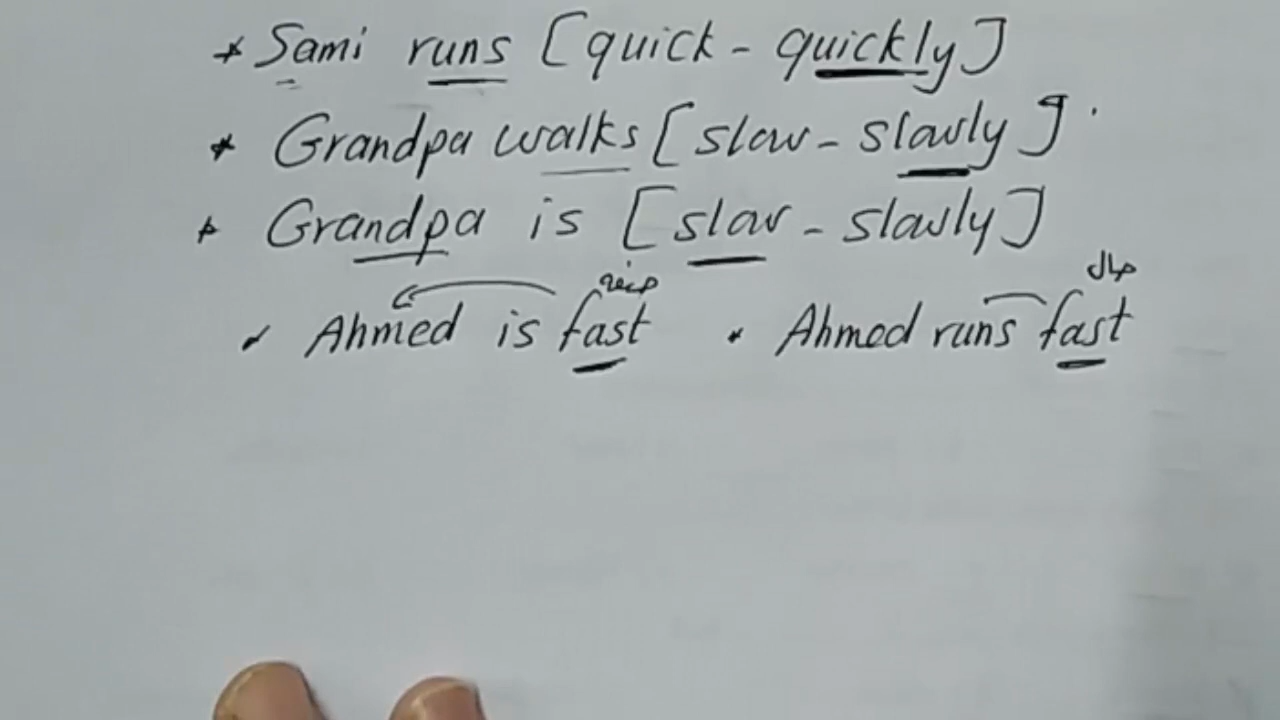 * Sami runs [quick - quickly]
* Grandpa walks [slow - slowly].
* Grandpa is [slow - slowly]
صفة حال
Ahmed is fast * Ahmed runs fast